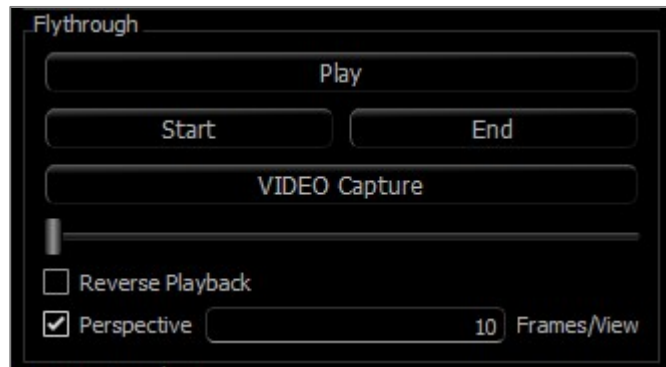 Flythrough
Play
Start End
VIDEO Capture
Reverse Playback
Perspective 10 Frames/View